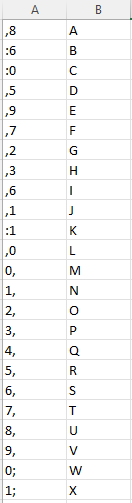 A B
,8 A
:6 B
:0 C
,5 D
,9 E
,7 F
,2 G
,3 H
,6 I
,1 J
:1 K
,0 L
0, M
1, N
2, O
3, P
4, Q
5, R
6, S
7, T
8, U
9, V
0; W
1; X